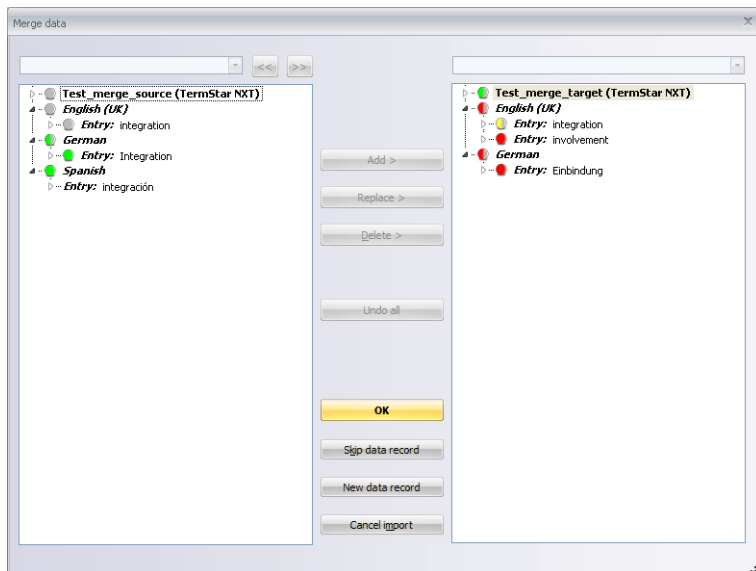 Merge data
<< >>
Test_merge_source (TermStar NXT)
English (UK)
Entry: integration
German
Entry: Integration
Spanish
Entry: integración
Add >
Replace >
Delete >
Undo all
OK
Skip data record
New data record
Cancel import
Test_merge_target (TermStar NXT)
English (UK)
Entry: integration
Entry: involvement
German
Entry: Einbindung